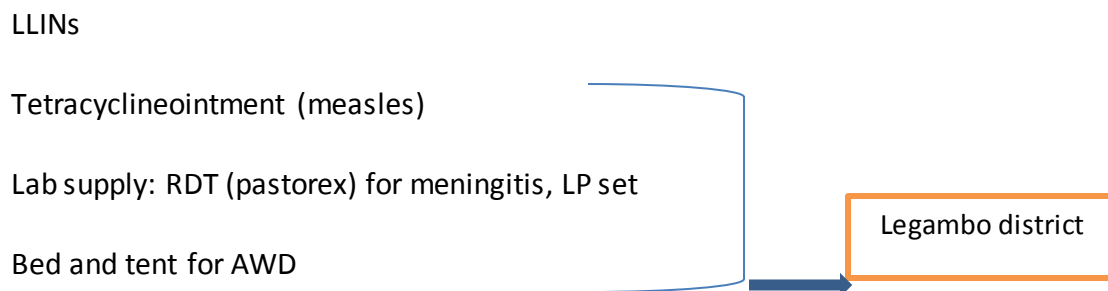 LLINs
Tetracyclineointment (measles)
Lab supply: RDT (pastorex) for meningitis, LP set
Legambo district
Bed and tent for AWD